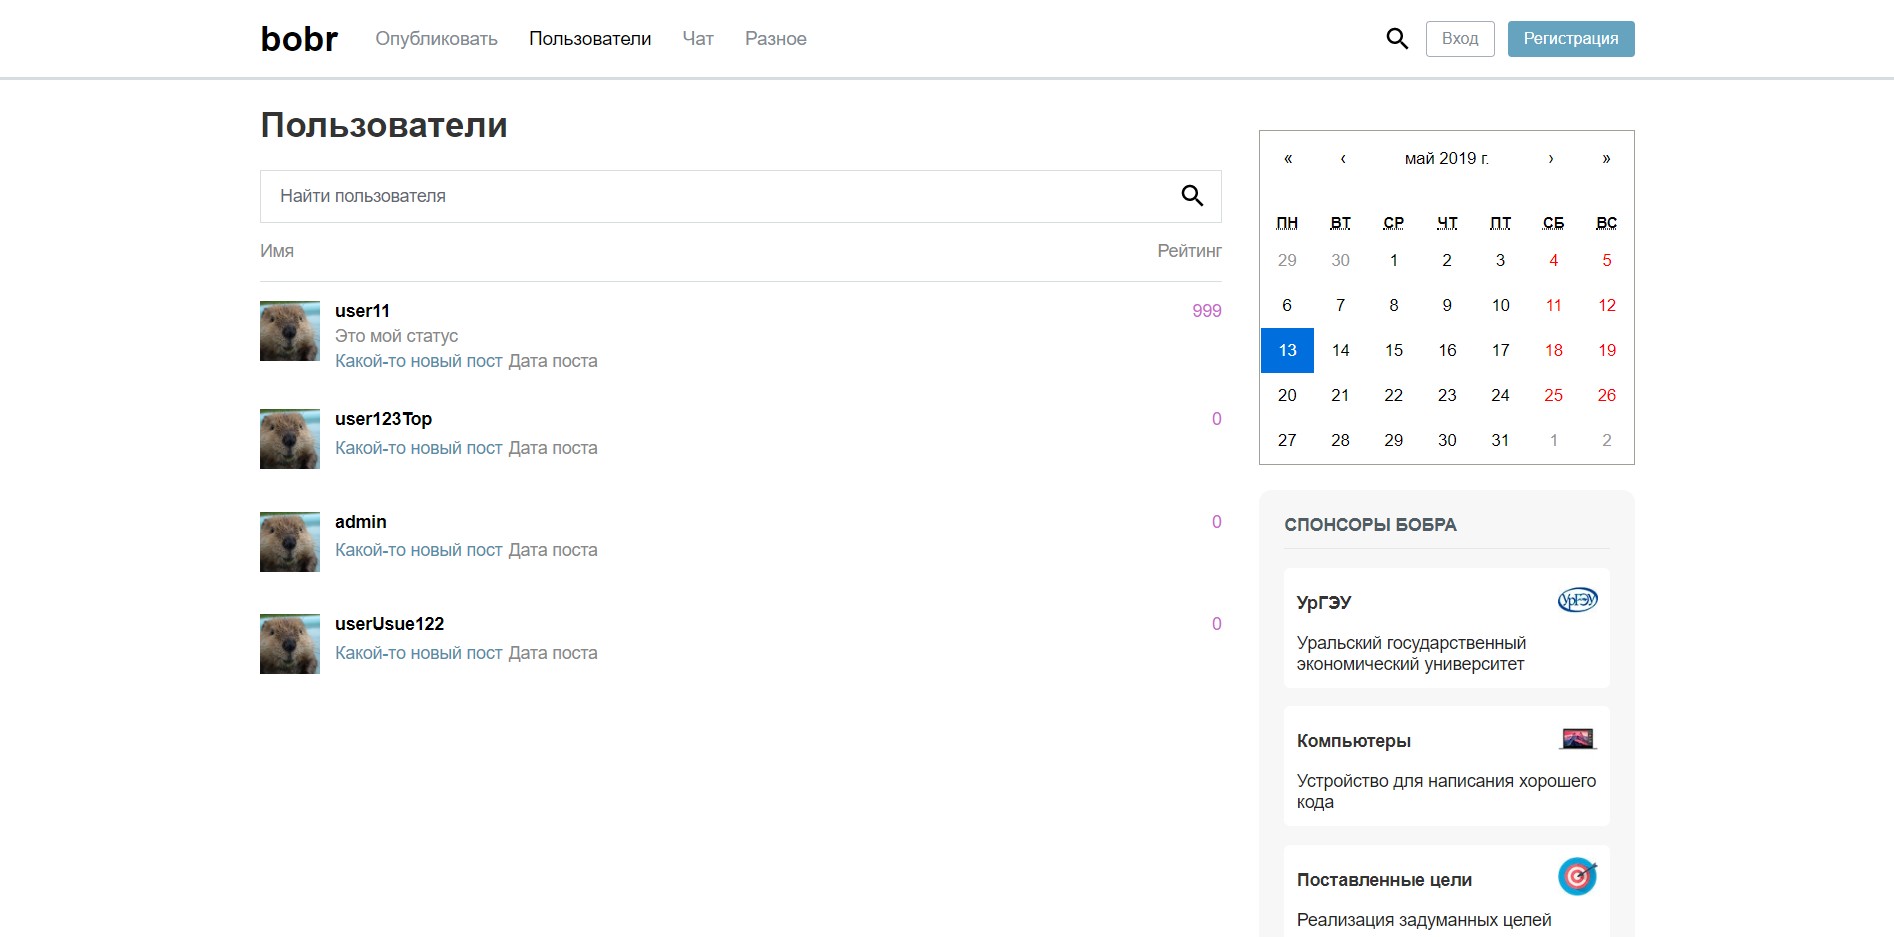 bobr Опубликовать Пользователи Чат Разное Вход Регистрация
Пользователи
Найти пользователя
Имя Рейтинг
user11 999
Это мой статус
Какой-то новый пост Дата поста
user123Top 0
Какой-то новый пост Дата поста
admin 0
Какой-то новый пост Дата поста
userUsue122 0
Какой-то новый пост Дата поста
« ‹ май 2019 г. › »
ПН ВТ СР ЧТ ПТ СБ ВС
29 30 1 2 3 4 5
6 7 8 9 10 11 12
13 14 15 16 17 18 19
20 21 22 23 24 25 26
27 28 29 30 31 1 2
СПОНСОРЫ БОБРА
УрГЭУ УрГЭУ
Уральский государственный
экономический университет
Компьютеры
Устройство для написания хорошего
кода
Поставленные цели
Реализация задуманных целей